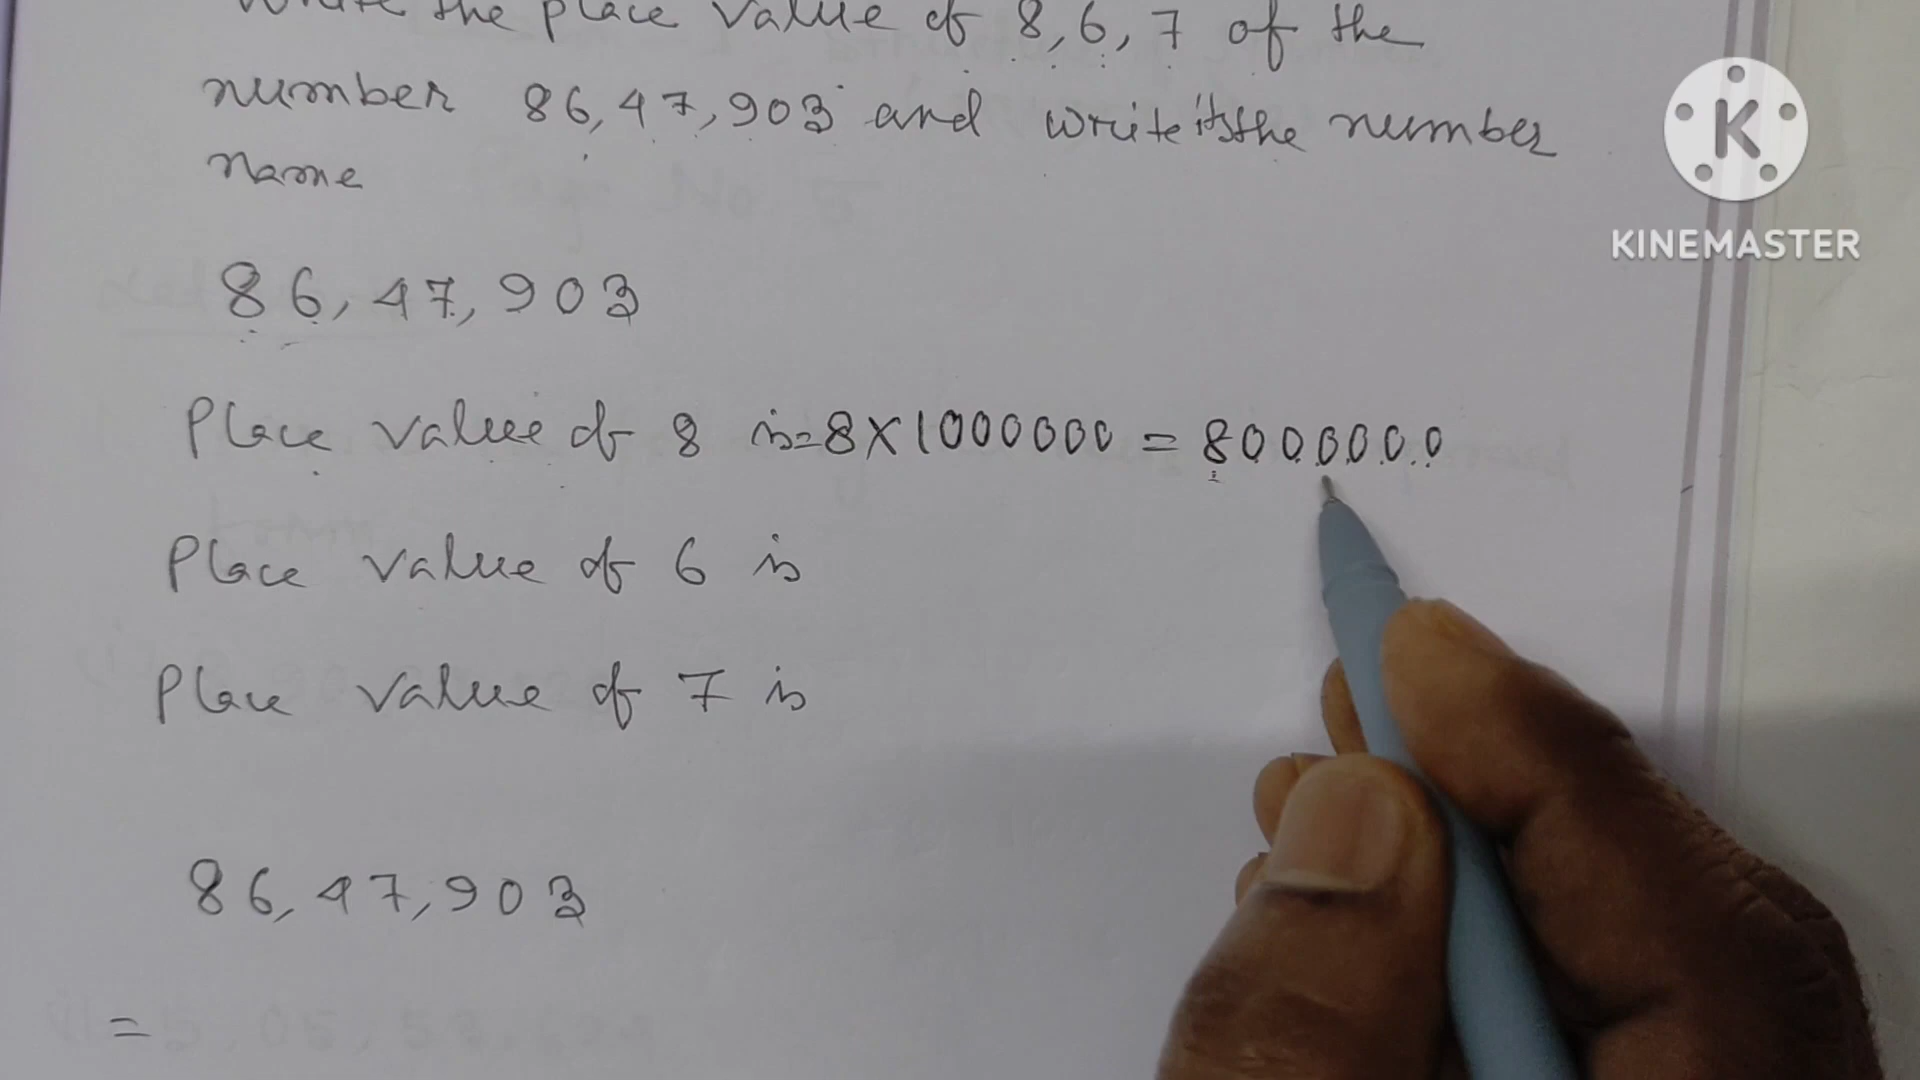 Write the place value of 8, 6, 7 of the
number 86,47,903 and write its the number
name
K
KINEMASTER
86,47,903
Place value of 8 is=8X1000000 = 8000000
Place value of 6 is
Place value of 7 is
86,47,903
=